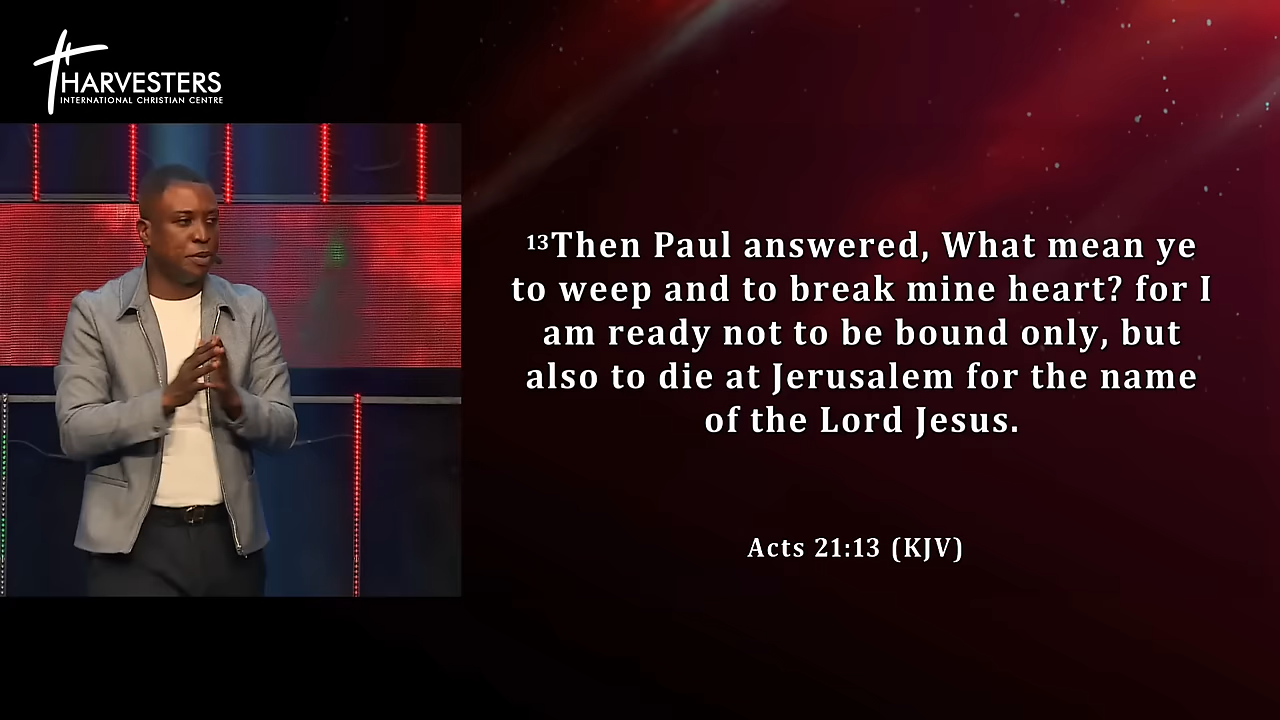 HARVESTERS
INTERNATIONAL CHRISTIAN CENTRE
13Then Paul answered, What mean ye
to weep and to break mine heart? for I
am ready not to be bound only, but
also to die at Jerusalem for the name
of the Lord Jesus.
Acts 21:13 (KJV)